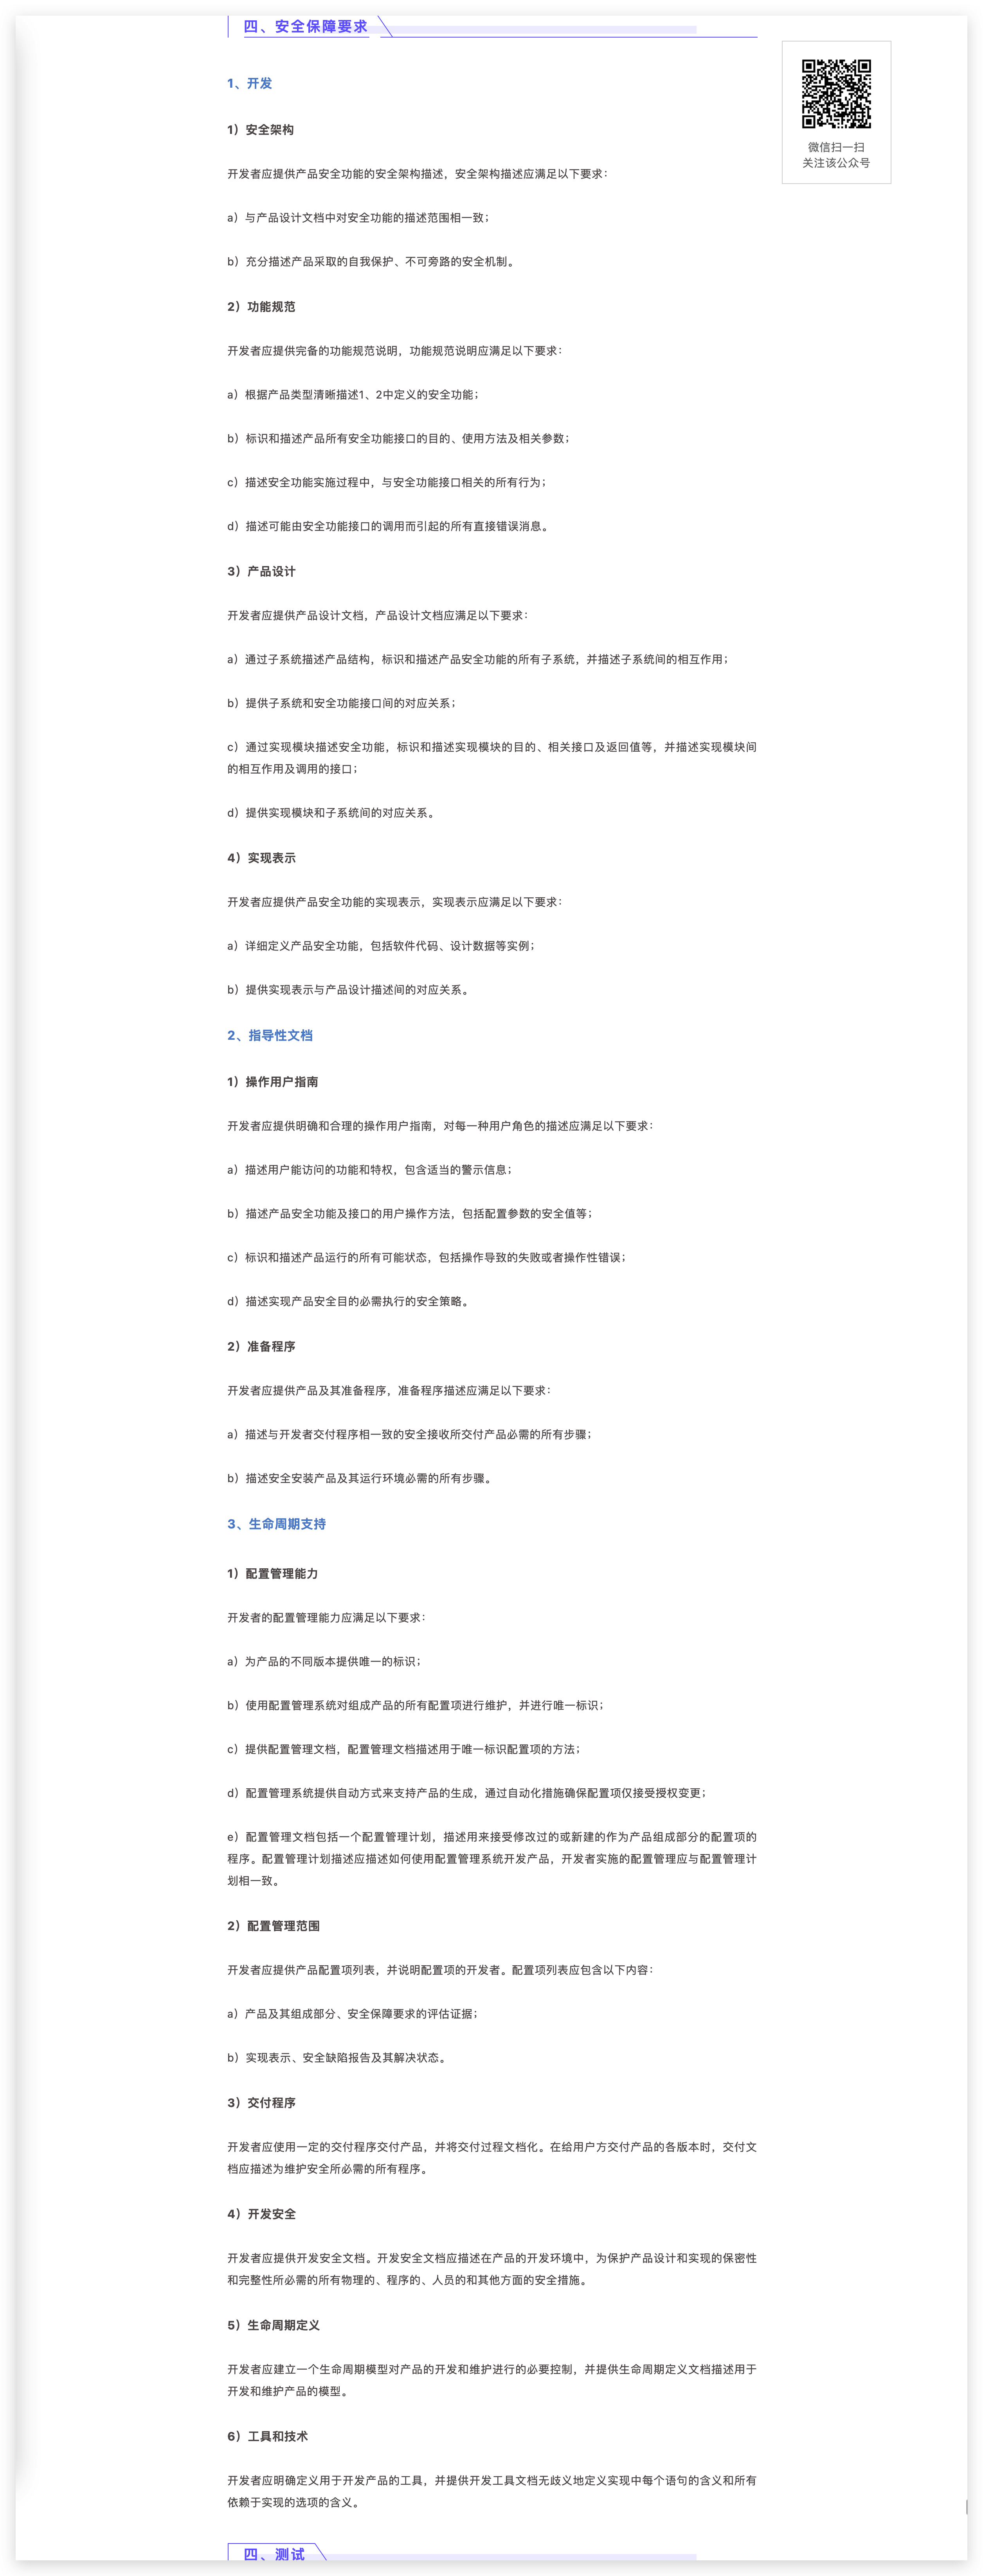 四、安全保障要求
微信扫一扫
关注该公众号
1、开发
1）安全架构
开发者应提供产品安全功能的安全架构描述，安全架构描述应满足以下要求：
a）与产品设计文档中对安全功能的描述范围相一致；
b）充分描述产品采取的自我保护、不可旁路的安全机制。
2）功能规范
开发者应提供完备的功能规范说明，功能规范说明应满足以下要求：
a）根据产品类型清晰描述1、2中定义的安全功能；
b）标识和描述产品所有安全功能接口的目的、使用方法及相关参数；
c）描述安全功能实施过程中，与安全功能接口相关的所有行为；
d）描述可能由安全功能接口的调用而引起的所有直接错误消息。
3）产品设计
开发者应提供产品设计文档，产品设计文档应满足以下要求：
a）通过子系统描述产品结构，标识和描述产品安全功能的所有子系统，并描述子系统间的相互作用；
b）提供子系统和安全功能接口间的对应关系；
c）通过实现模块描述安全功能，标识和描述实现模块的目的、相关接口及返回值等，并描述实现模块间
的相互作用及调用的接口；
d）提供实现模块和子系统间的对应关系。
4）实现表示
开发者应提供产品安全功能的实现表示，实现表示应满足以下要求：
a）详细定义产品安全功能，包括软件代码、设计数据等实例；
b）提供实现表示与产品设计描述间的对应关系。
2、指导性文档
1）操作用户指南
开发者应提供明确和合理的操作用户指南，对每一种用户角色的描述应满足以下要求：
a）描述用户能访问的功能和特权，包含适当的警示信息；
b）描述产品安全功能及接口的用户操作方法，包括配置参数的安全值等；
c）标识和描述产品运行的所有可能状态，包括操作导致的失败或者操作性错误；
d）描述实现产品安全目的必需执行的安全策略。
2）准备程序
开发者应提供产品及其准备程序，准备程序描述应满足以下要求：
a）描述与开发者交付程序相一致的安全接收所交付产品必需的所有步骤；
b）描述安全安装产品及其运行环境必需的所有步骤。
3、生命周期支持
1）配置管理能力
开发者的配置管理能力应满足以下要求：
a）为产品的不同版本提供唯一的标识；
b）使用配置管理系统对组成产品的所有配置项进行维护，并进行唯一标识；
c）提供配置管理文档，配置管理文档描述用于唯一标识配置项的方法；
d）配置管理系统提供自动方式来支持产品的生成，通过自动化措施确保配置项仅接受授权变更；
e）配置管理文档包括一个配置管理计划，描述用来接受修改过的或新建的作为产品组成部分的配置项的
程序。配置管理计划描述应描述如何使用配置管理系统开发产品，开发者实施的配置管理应与配置管理计
划相一致。
2）配置管理范围
开发者应提供产品配置项列表，并说明配置项的开发者。配置项列表应包含以下内容：
a）产品及其组成部分、安全保障要求的评估证据；
b）实现表示、安全缺陷报告及其解决状态。
3）交付程序
开发者应使用一定的交付程序交付产品，并将交付过程文档化。在给用户方交付产品的各版本时，交付文
档应描述为维护安全所必需的所有程序。
4）开发安全
开发者应提供开发安全文档。开发安全文档应描述在产品的开发环境中，为保护产品设计和实现的保密性
和完整性所必需的所有物理的、程序的、人员的和其他方面的安全措施。
5）生命周期定义
开发者应建立一个生命周期模型对产品的开发和维护进行的必要控制，并提供生命周期定义文档描述用于
开发和维护产品的模型。
6）工具和技术
开发者应明确定义用于开发产品的工具，并提供开发工具文档无歧义地定义实现中每个语句的含义和所有
依赖于实现的选项的含义。
四、测试